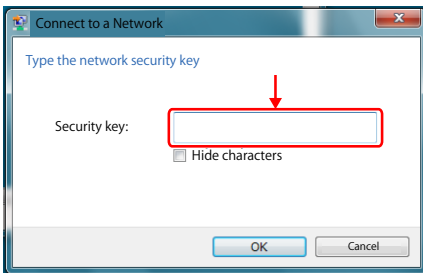 Connect to a Network
Type the network security key
Security key:
Hide characters
OK Cancel